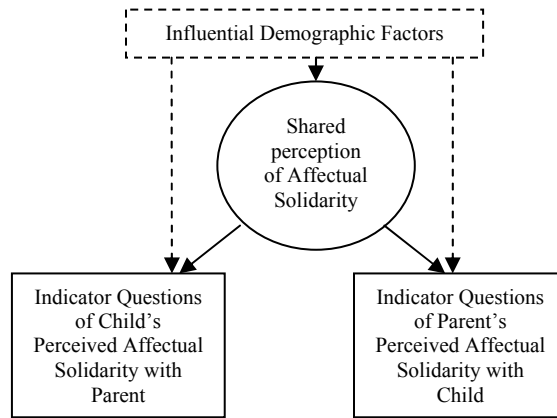 Influential Demographic Factors
Shared
perception
of Affectual
Solidarity
Indicator Questions
of Child's
Perceived Affectual
Solidarity with
Parent
Indicator Questions
of Parent's
Perceived Affectual
Solidarity with
Child